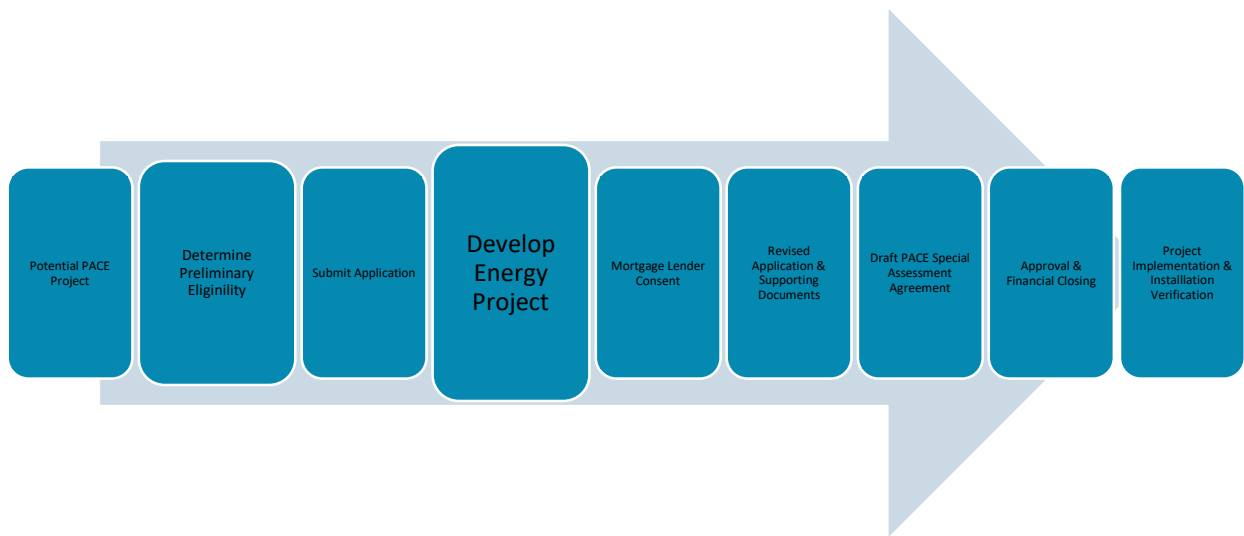 Potential PACE
Project
Determine
Preliminary
Eliginility
Submit Application
Develop
Energy
Project
Mortgage Lender
Consent
Revised
Application &
Supporting
Documents
Draft PACE Special
Assessment
Agreement
Approval &
Financial Closing
Project
Implementation &
Installlation
Verification